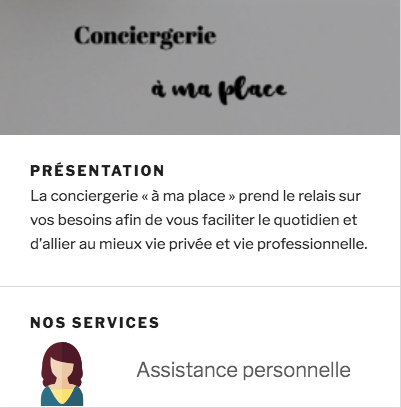 Conciergerie
à ma place
PRÉSENTATION
La conciergerie « à ma place » prend le relais sur
vos besoins afin de vous faciliter le quotidien et
d’allier au mieux vie privée et vie professionnelle.
NOS SERVICES
Assistance personnelle